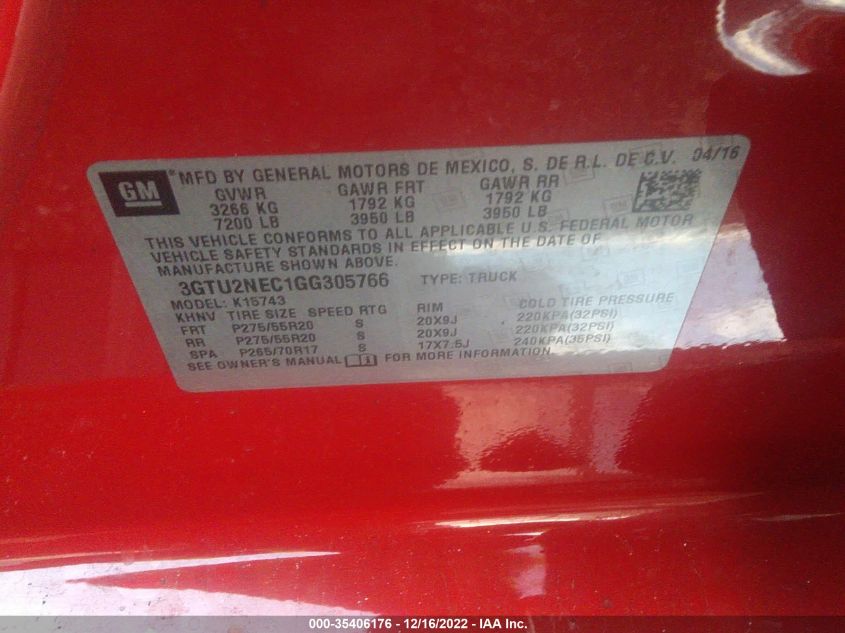 GM MFD BY GENERAL MOTORS DE MEXICO, S. DE R.L. DE C.V. 04/16
GVWR GAWR FRT GAWR RR
3266 KG 1792 KG 1792 KG
7200 LB 3950 LB 3950 LB
THIS VEHICLE CONFORMS TO ALL APPLICABLE U.S. FEDERAL MOTOR
VEHICLE SAFETY STANDARDS IN EFFECT ON THE DATE OF
MANUFACTURE SHOWN ABOVE.
3GTU2NEC1GG305766 TYPE: TRUCK
MODEL: K15743
KHNV TIRE SIZE SPEED RTG RIM COLD TIRE PRESSURE
FRT P275/55R20 S 20X9J 220KPA(32PSI)
RR P275/55R20 S 20X9J 220KPA(32PSI)
SPA P265/70R17 S 17X7.5J 240KPA(35PSI)
SEE OWNER'S MANUAL FOR MORE INFORMATION
000-35406176 - 12/16/2022 - IAA Inc.